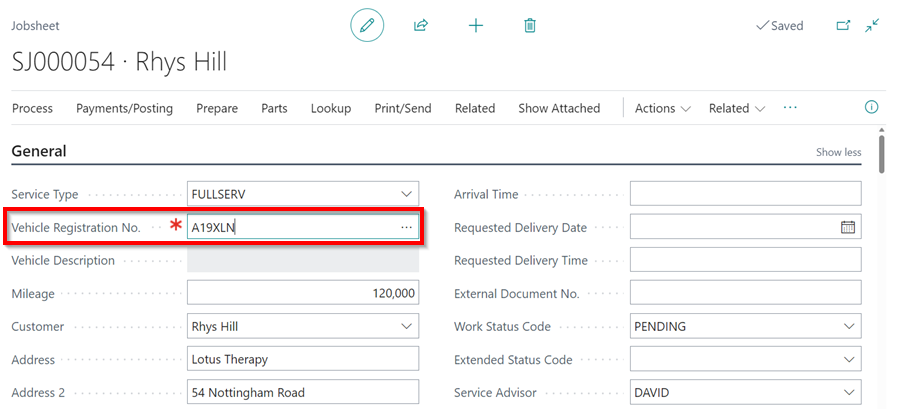 Jobsheet
Saved
SJ000054 · Rhys Hill
Process Payments/Posting Prepare Parts Lookup Print/Send Related Show Attached Actions Related ...
General
Show less
Service Type FULLSERV
Arrival Time
Vehicle Registration No. * A19XLN ...
Requested Delivery Date
Vehicle Description
Requested Delivery Time
Mileage 120,000
External Document No.
Customer Rhys Hill
Work Status Code PENDING
Address Lotus Therapy
Extended Status Code
Address 2 54 Nottingham Road
Service Advisor DAVID